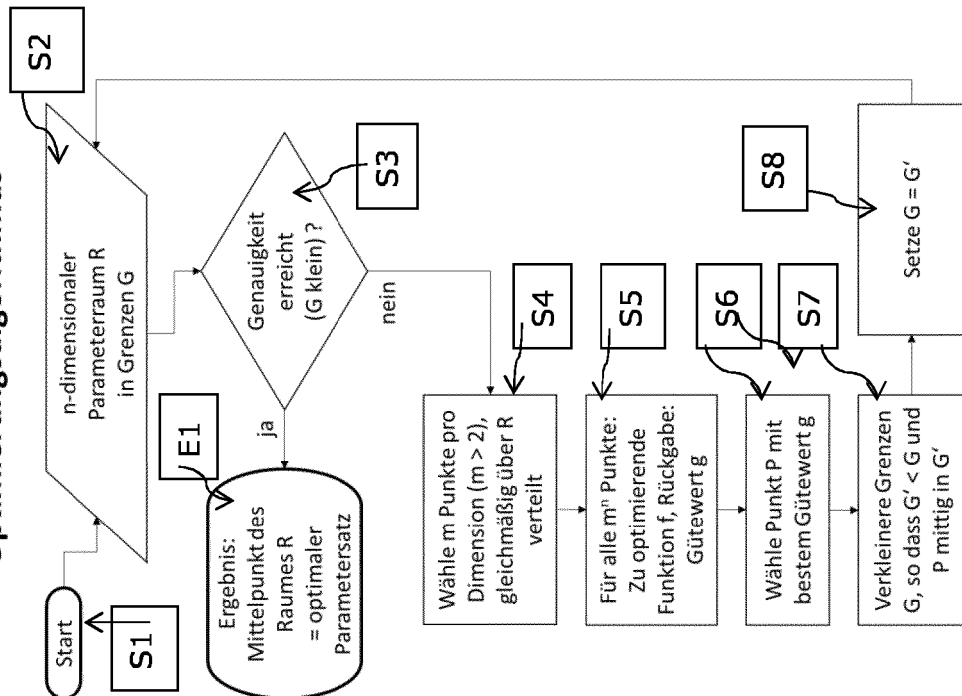 S2
n-dimensionaler
Parameterraum R
in Grenzen G
Start
S1
Genauigkeit
erreicht
(G klein) ?
S3
ja
nein
E1
Ergebnis:
Mittelpunkt des
Raumes R
= optimaler
Parametersatz
Wähle m Punkte pro
Dimension (m > 2),
gleichmäßig über R
verteilt
S4
Für alle mⁿ Punkte:
Zu optimierende
Funktion f, Rückgabe:
Gütewert g
S5
Wähle Punkt P mit
bestem Gütewert g
S6
Verkleinere Grenzen
G, so dass G' < G und
P mittig in G'
S7
Setze G = G'
S8